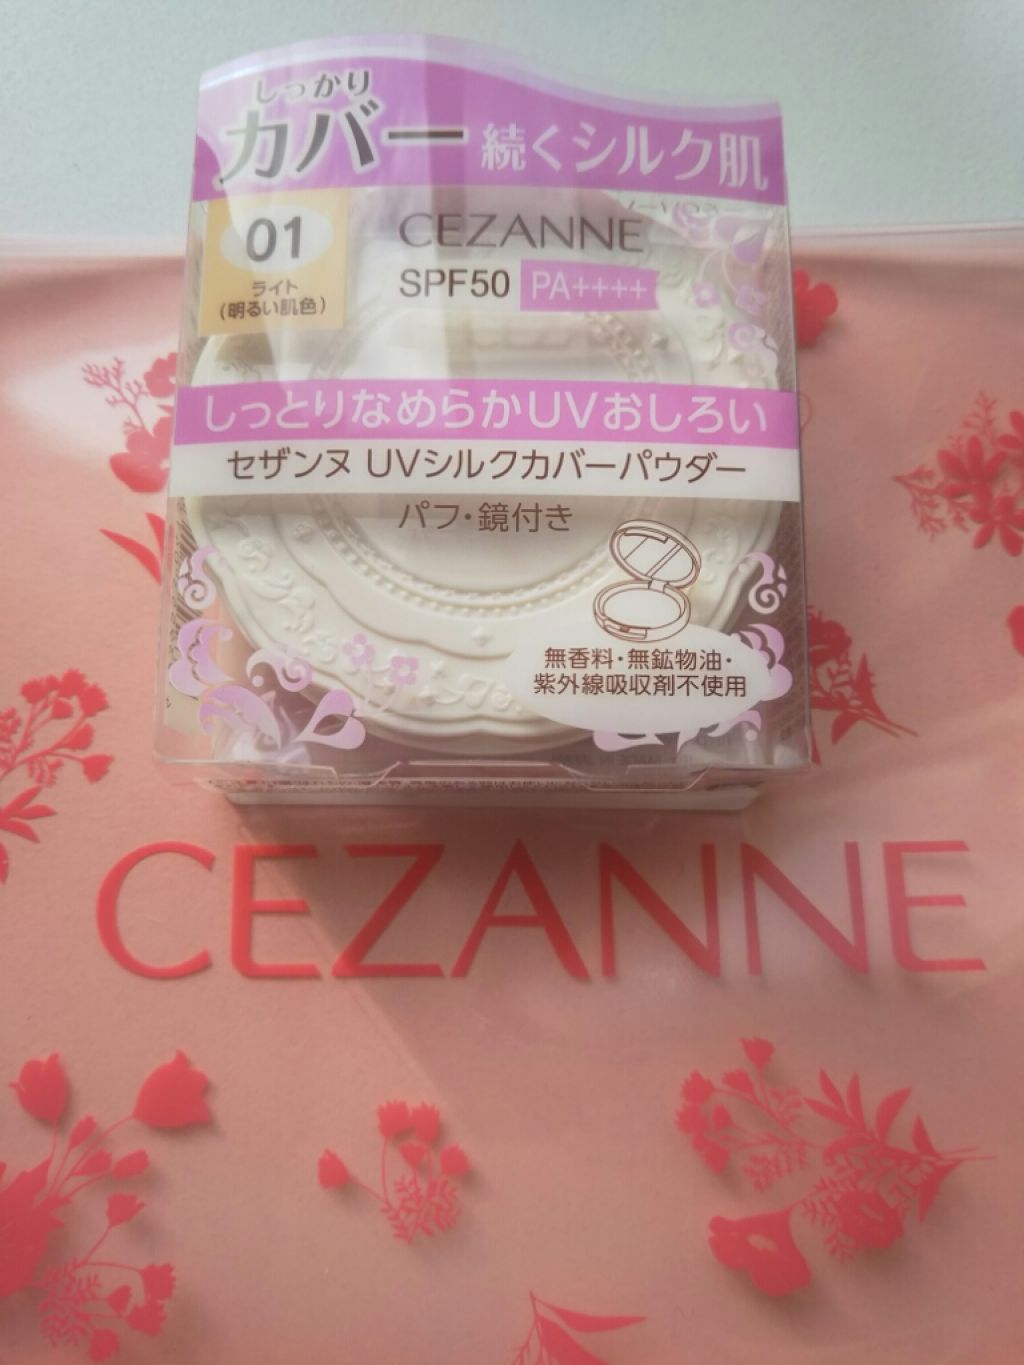 しっかり
カバー 続くシルク肌
01
ライト
(明るい肌色)
CEZANNE
SPF50 PA++++
しっとりなめらかUVおしろい
セザンヌ UVシルクカバーパウダー
パフ・鏡付き
無香料・無鉱物油・
紫外線吸収剤不使用
CEZANNE